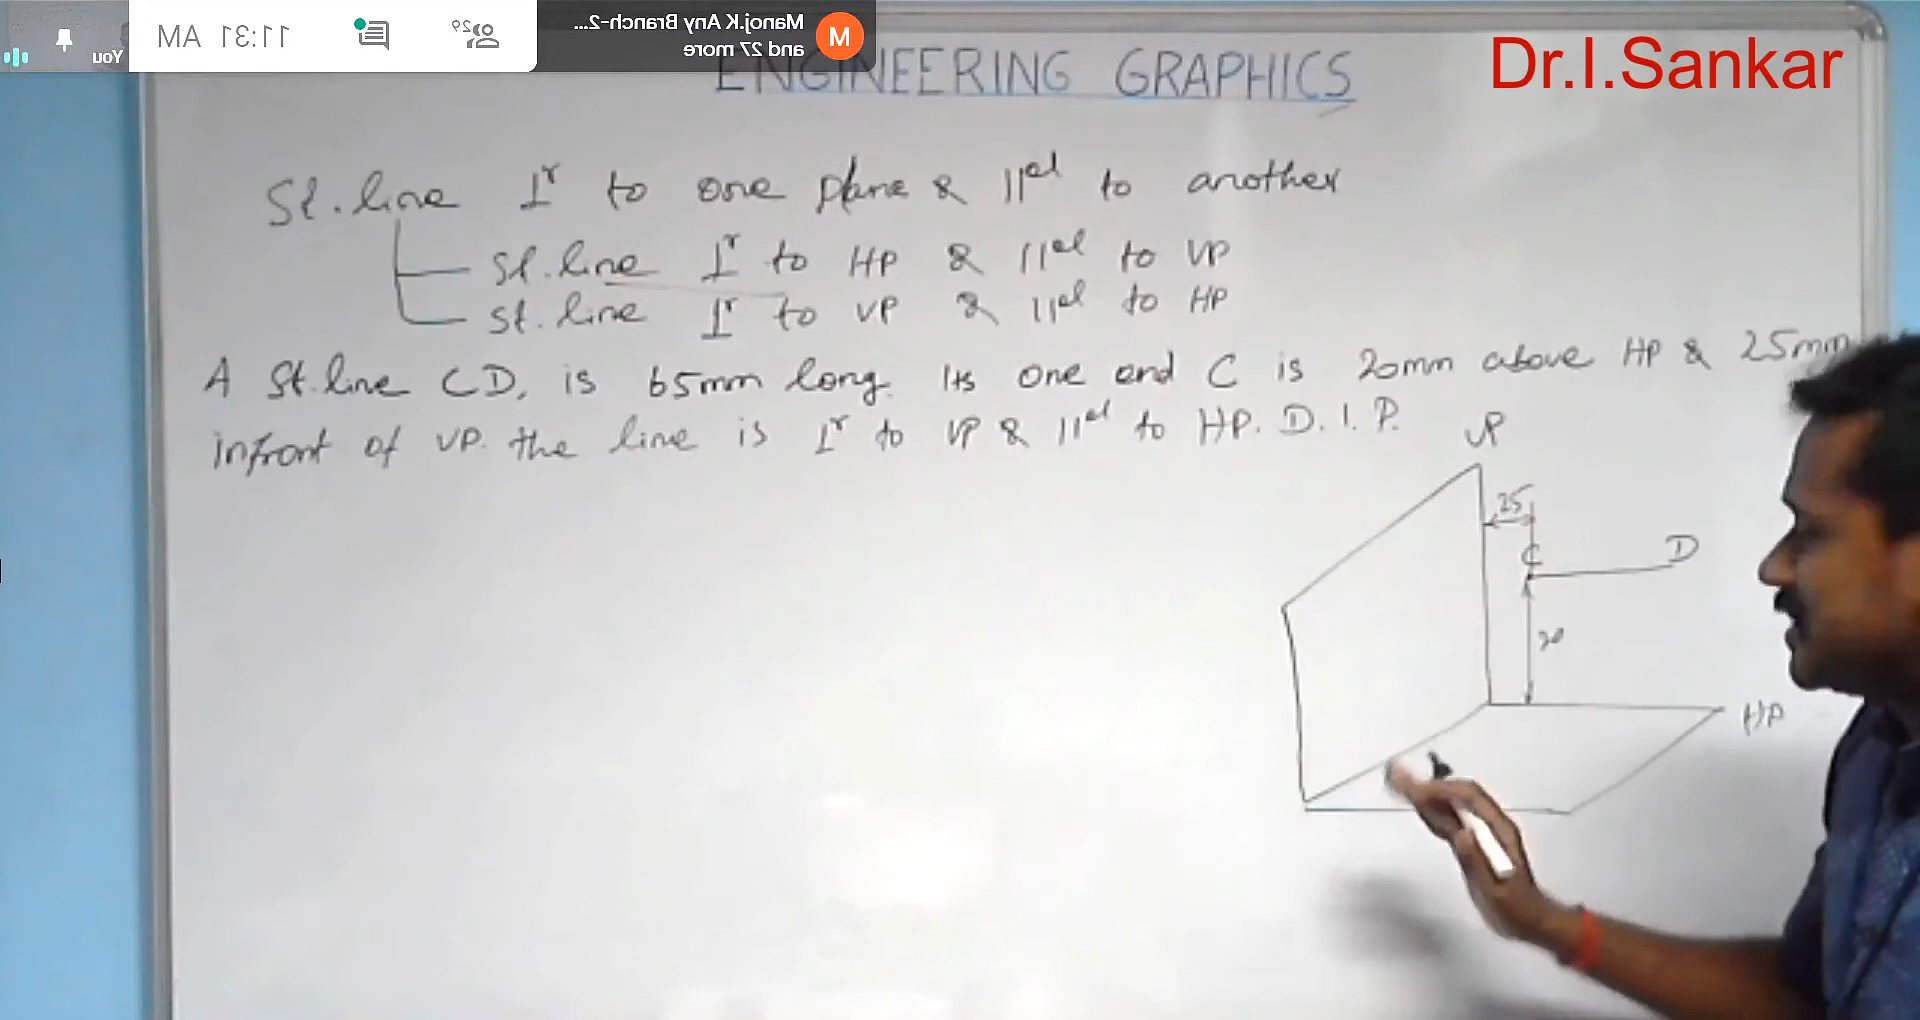 You
11:31 AM
29
Manoj.K Any Branch-2...
and 27 more
M
Dr.I.Sankar
ENGINEERING GRAPHICS
St. line ⊥r to one plane & ||el to another
St. line ⊥r to HP & ||el to VP
St. line ⊥r to VP & ||el to HP
A St. line CD, is 65mm long. Its one end C is 20mm above HP & 25mm
infront of VP. the line is ⊥r to VP & ||el to HP. D.I.P.
VP
25
C
D
20
HP